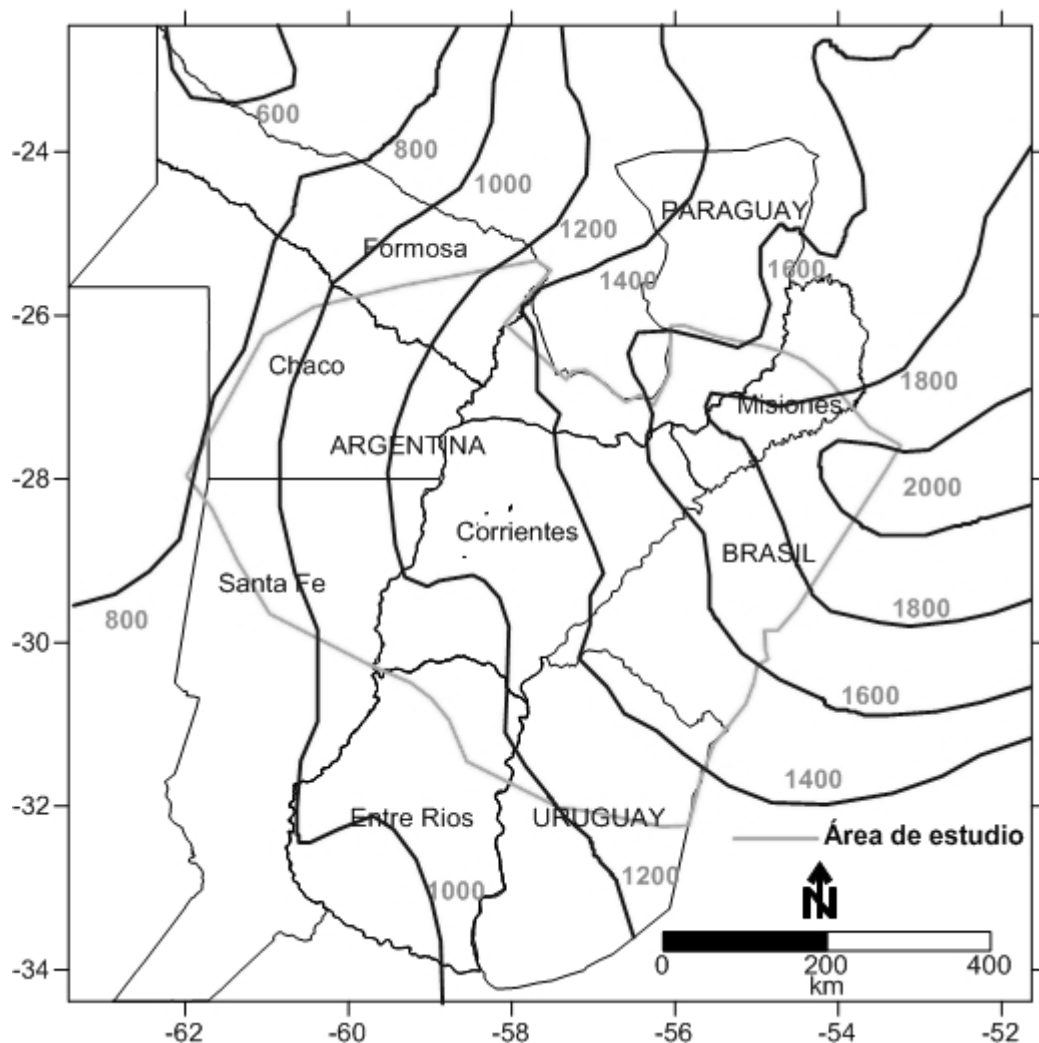 600
-24
800
1000
PARAGUAY
1200
Formosa
1600
1400
-26
Chaco
1800
Misiones
ARGENTINA
-28
2000
Corrientes
BRASIL
Santa Fe
800
1800
-30
1600
1400
-32
Entre Rios
URUGUAY
Área de estudio
1000
1200
N
-34
0
200
400
km
-62
-60
-58
-56
-54
-52